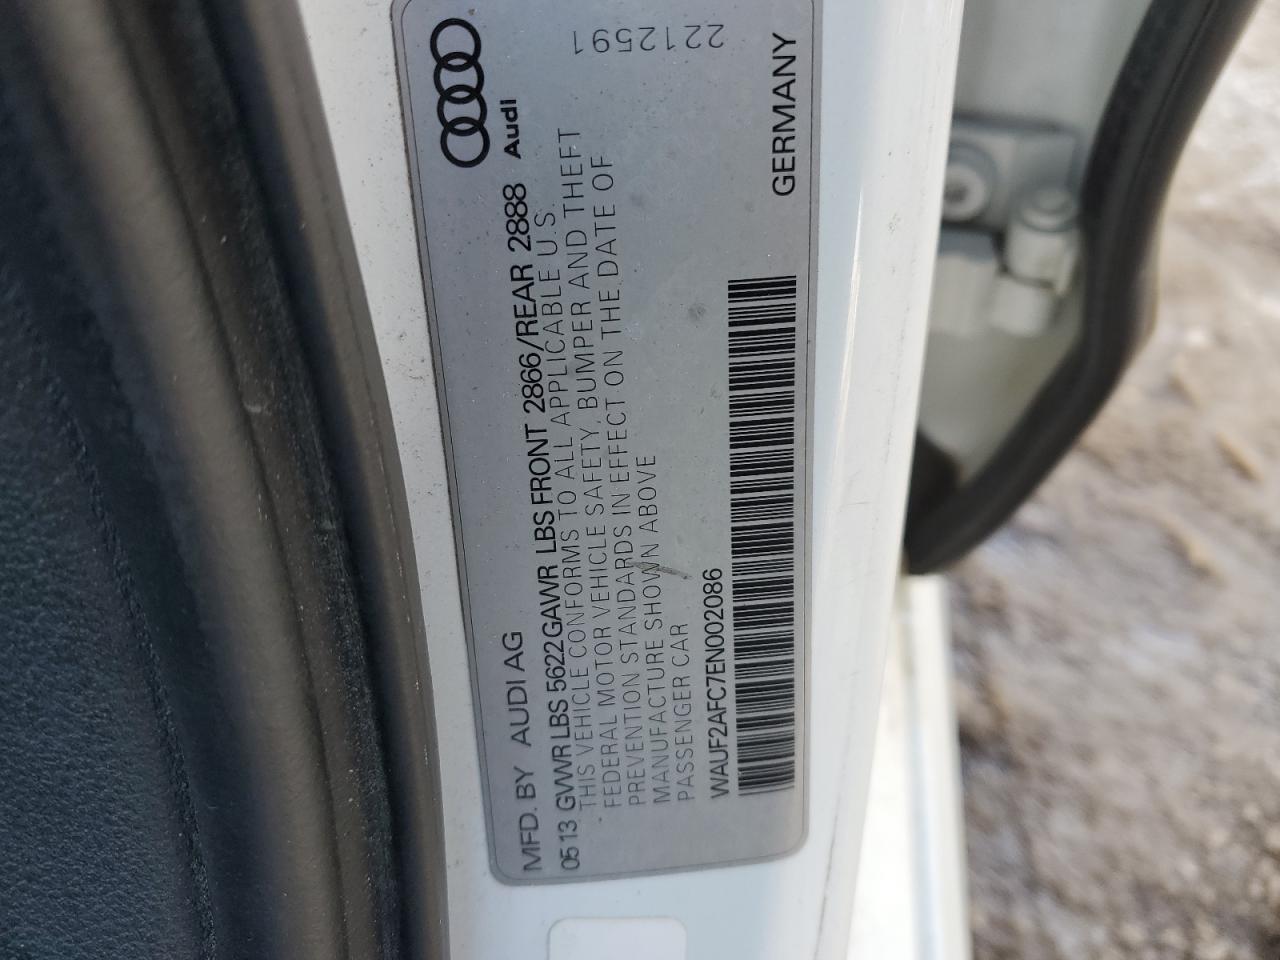 Audi
MFD. BY AUDI AG
05 13 GVWR LBS 5622 GAWR LBS FRONT 2866/REAR 2888
THIS VEHICLE CONFORMS TO ALL APPLICABLE U S.
FEDERAL MOTOR VEHICLE SAFETY, BUMPER AND THEFT
PREVENTION STANDARDS IN EFFECT ON THE DATE OF
MANUFACTURE SHOWN ABOVE
PASSENGER CAR
WAUF2AFC7EN002086
GERMANY
2212591